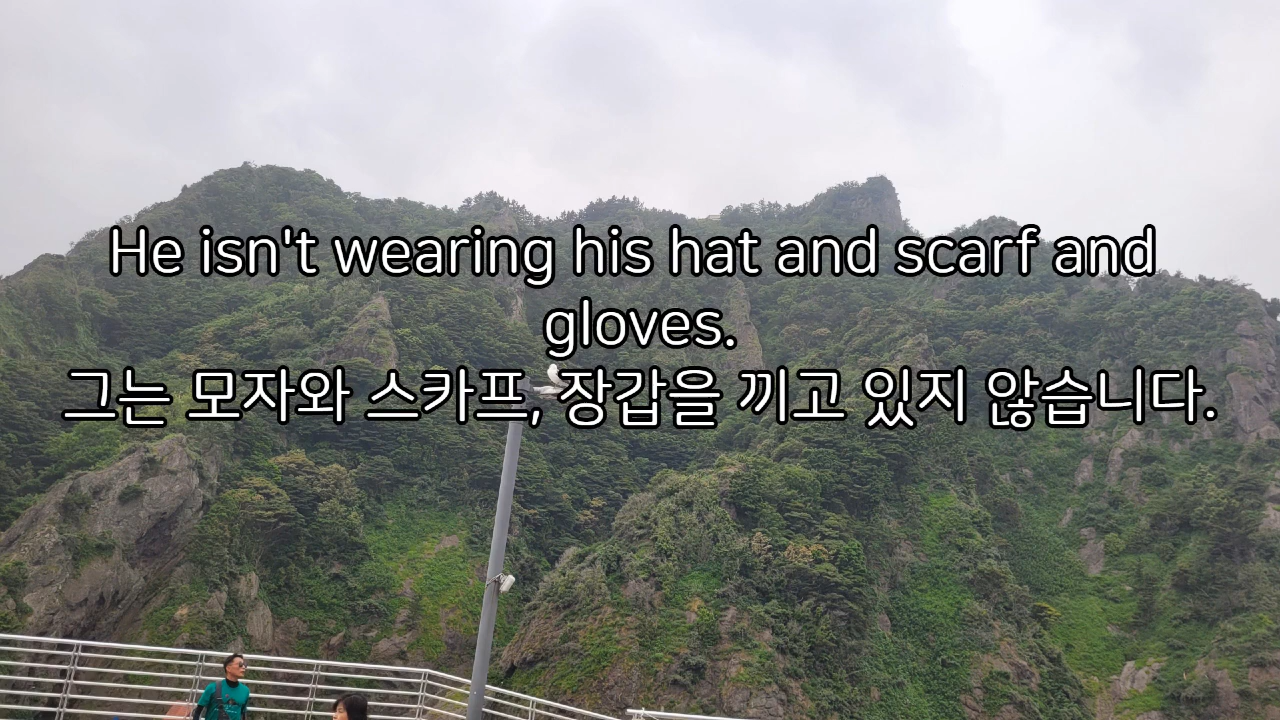 He isn't wearing his hat and scarf and
gloves.
그는 모자와 스카프, 장갑을 끼고 있지 않습니다.